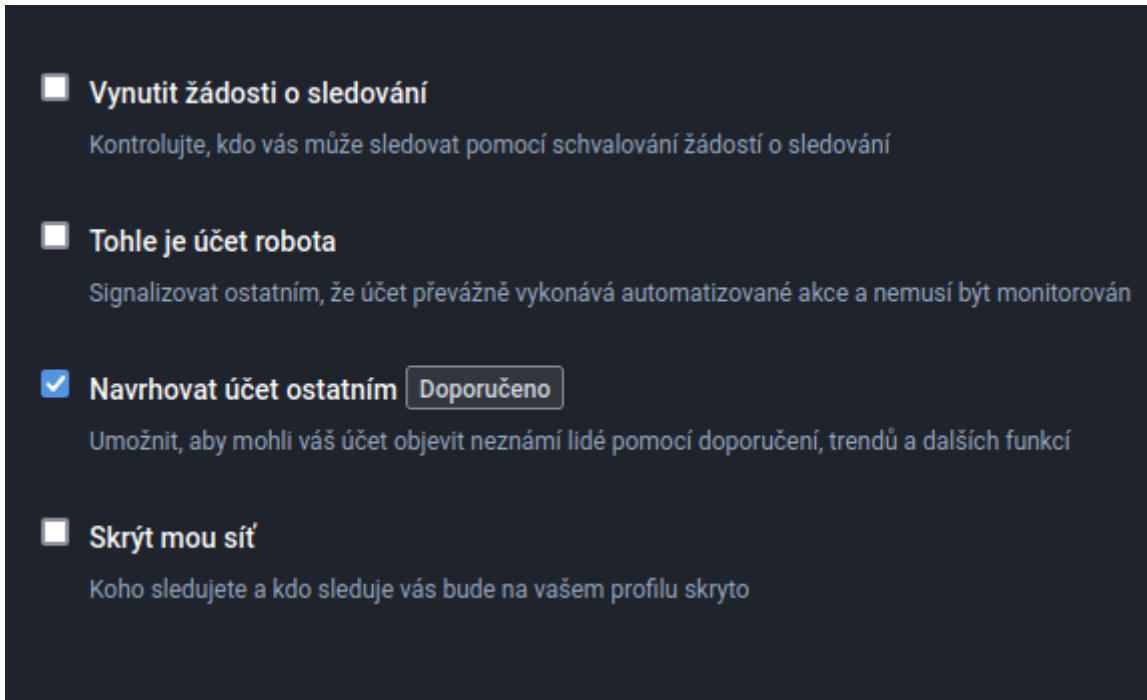 Vynutit žádosti o sledování
Kontrolujte, kdo vás může sledovat pomocí schvalování žádostí o sledování
Tohle je účet robota
Signalizovat ostatním, že účet převážně vykonává automatizované akce a nemusí být monitorován
Navrhovat účet ostatním Doporučeno
Umožnit, aby mohli váš účet objevit neznámí lidé pomocí doporučení, trendů a dalších funkcí
Skrýt mou síť
Koho sledujete a kdo sleduje vás bude na vašem profilu skryto